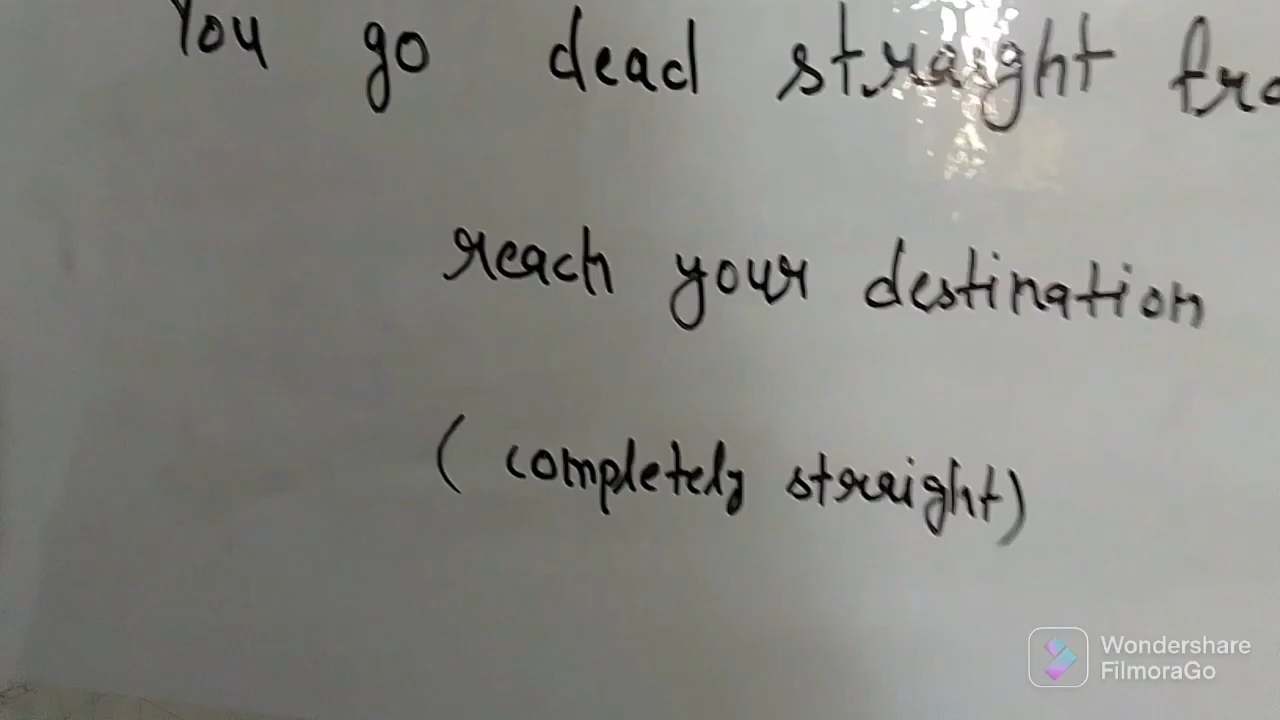 You go dead straight
reach your destination
(completely straight)
Wondershare
FilmoraGo